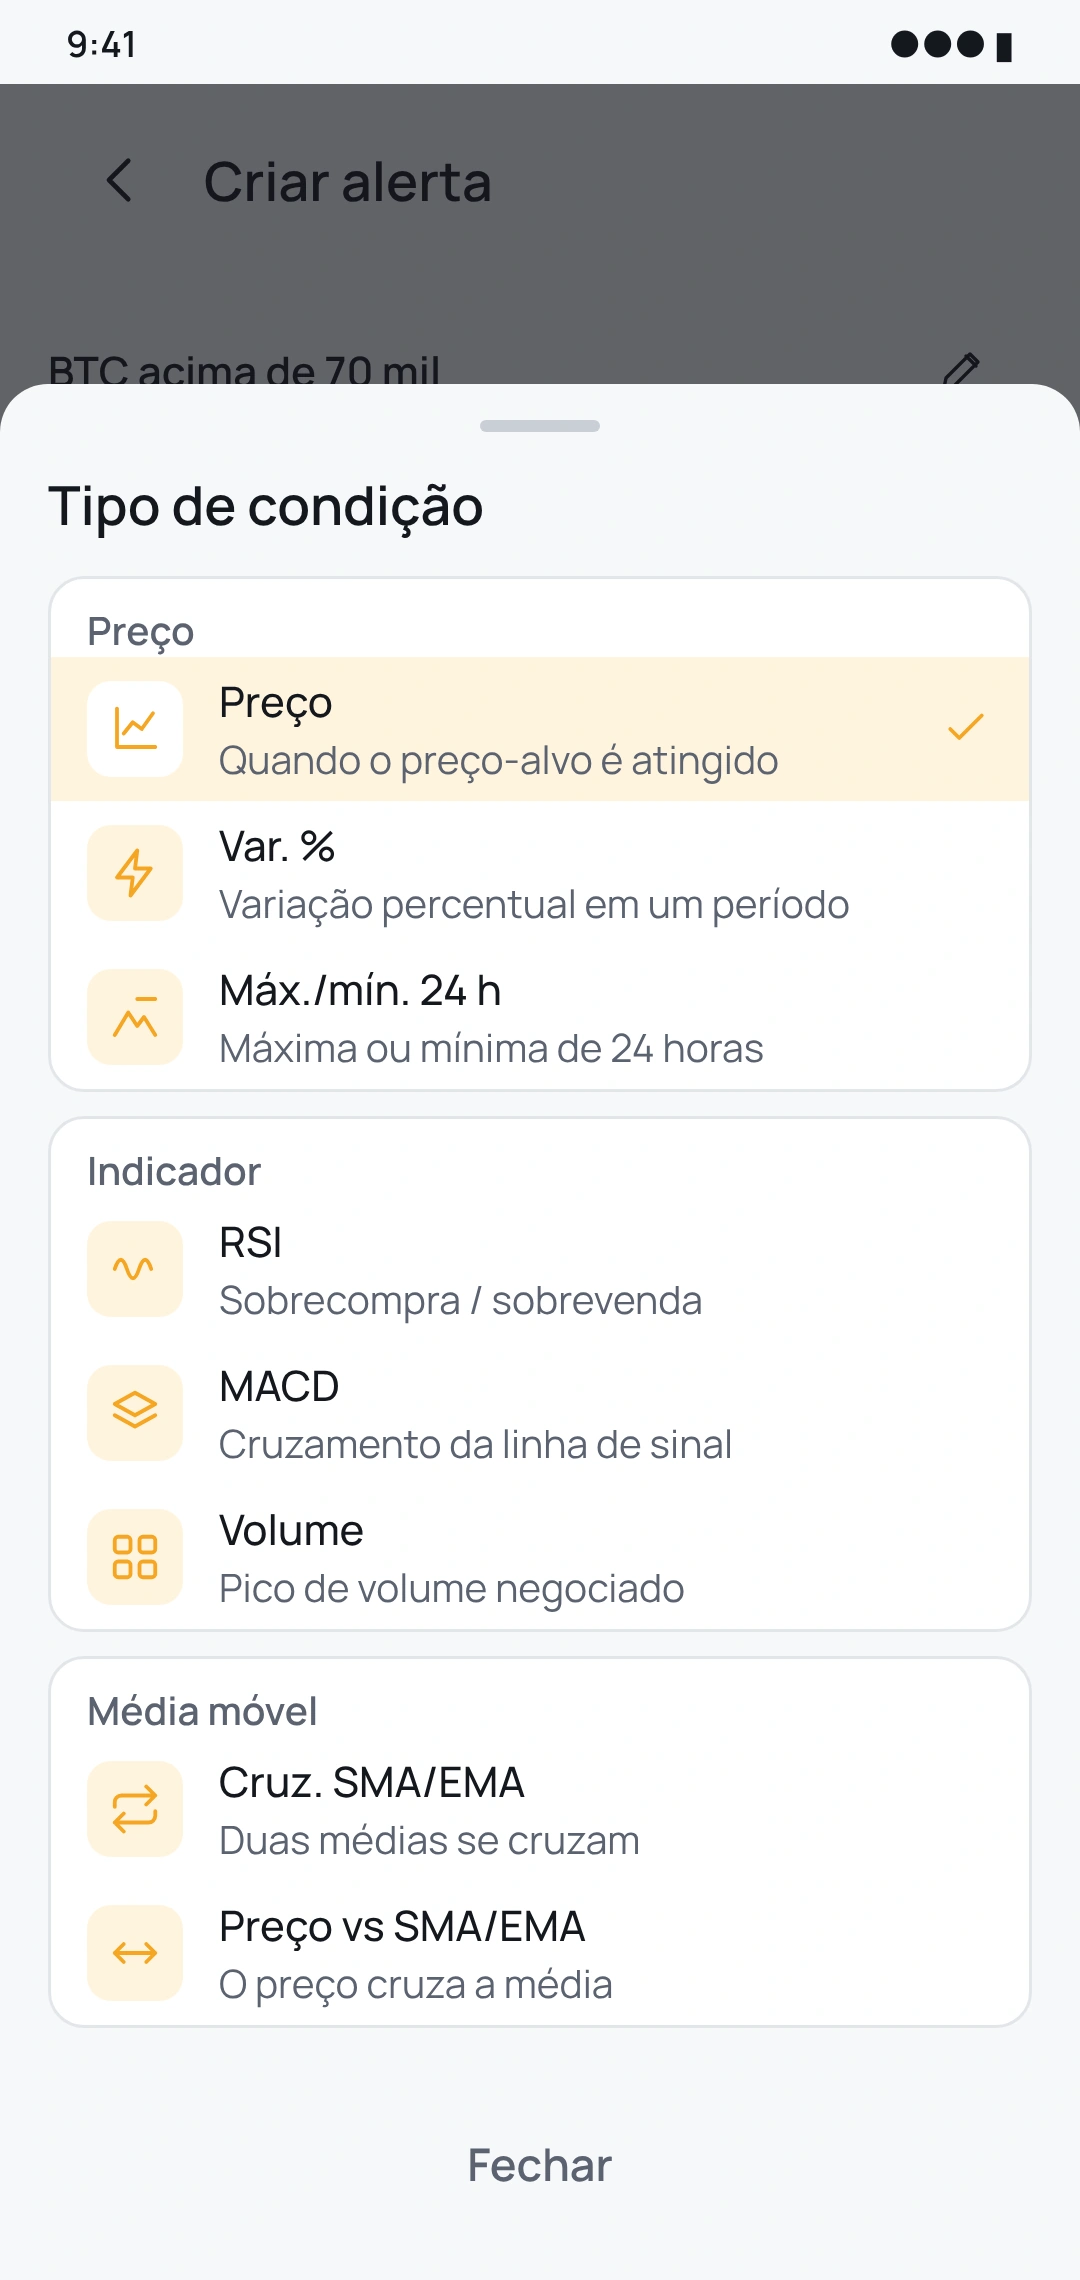 9:41
Criar alerta
BTC acima de 70 mil
Tipo de condição
Preço
Preço
Quando o preço-alvo é atingido
Var. %
Variação percentual em um período
Máx./mín. 24 h
Máxima ou mínima de 24 horas
Indicador
RSI
Sobrecompra / sobrevenda
MACD
Cruzamento da linha de sinal
Volume
Pico de volume negociado
Média móvel
Cruz. SMA/EMA
Duas médias se cruzam
Preço vs SMA/EMA
O preço cruza a média
Fechar